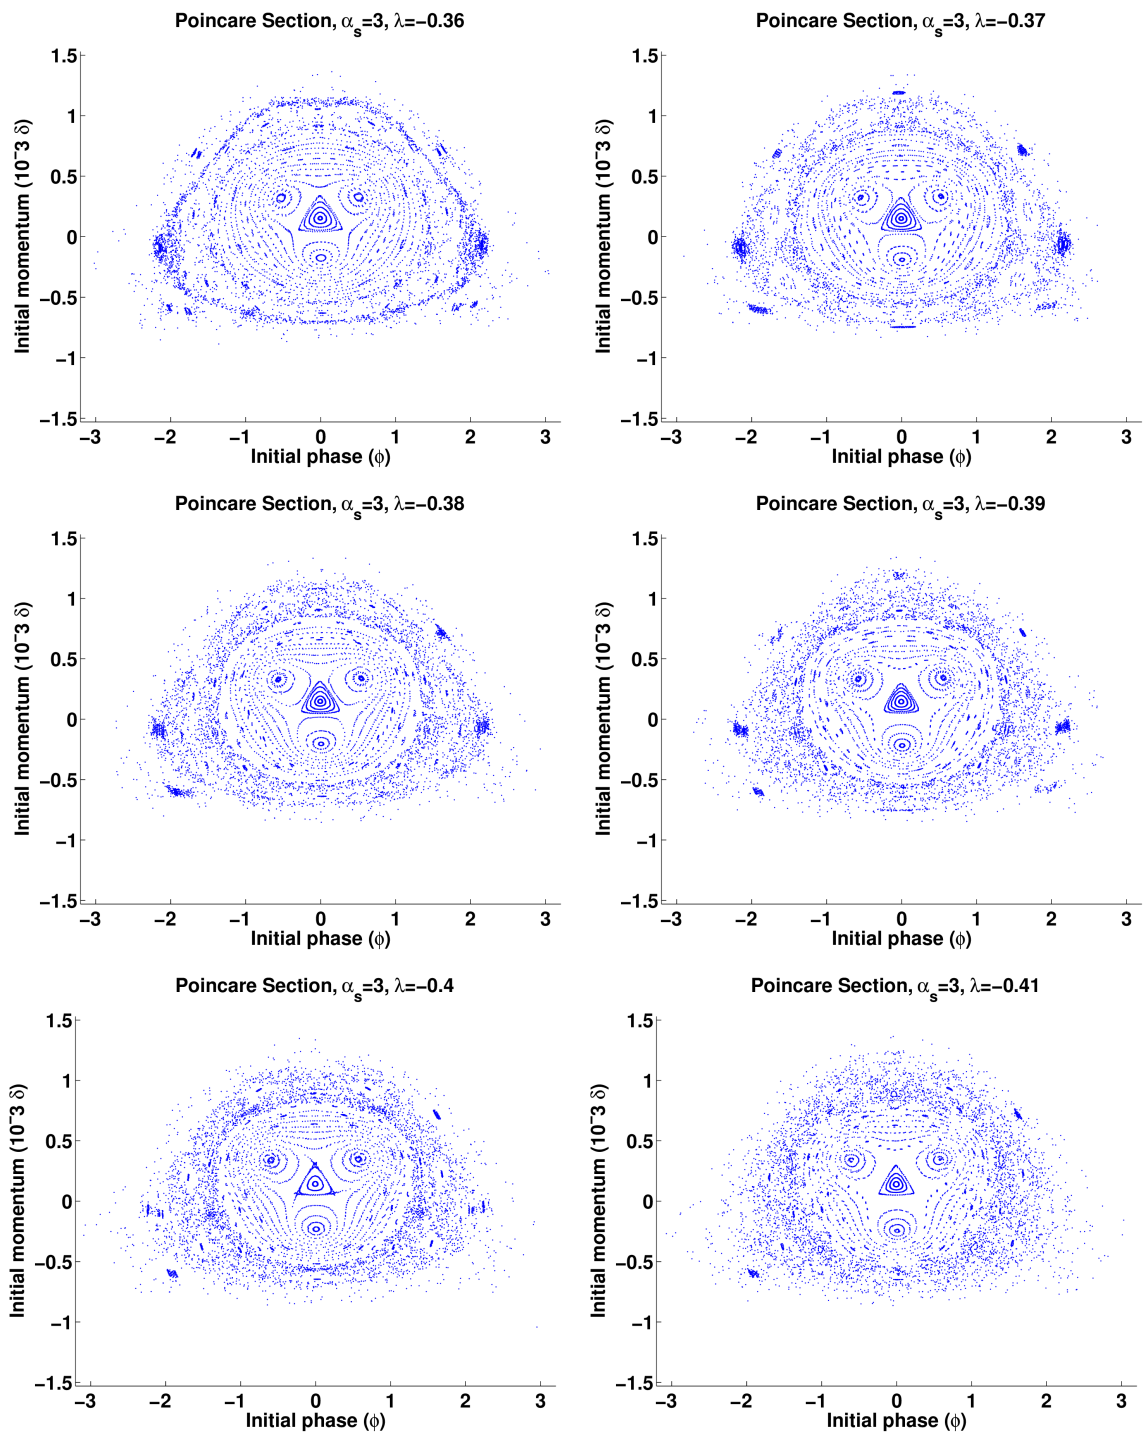 Poincare Section, αs=3, λ=−0.36
1.5
1
0.5
0
−0.5
−1
−1.5
Initial momentum (10⁻3 δ)
−3 −2 −1 0 1 2 3
Initial phase (ϕ)
Poincare Section, αs=3, λ=−0.37
1.5
1
0.5
0
−0.5
−1
−1.5
Initial momentum (10⁻3 δ)
−3 −2 −1 0 1 2 3
Initial phase (ϕ)
Poincare Section, αs=3, λ=−0.38
1.5
1
0.5
0
−0.5
−1
−1.5
Initial momentum (10⁻3 δ)
−3 −2 −1 0 1 2 3
Initial phase (ϕ)
Poincare Section, αs=3, λ=−0.39
1.5
1
0.5
0
−0.5
−1
−1.5
Initial momentum (10⁻3 δ)
−3 −2 −1 0 1 2 3
Initial phase (ϕ)
Poincare Section, αs=3, λ=−0.4
1.5
1
0.5
0
−0.5
−1
−1.5
Initial momentum (10⁻3 δ)
−3 −2 −1 0 1 2 3
Initial phase (ϕ)
Poincare Section, αs=3, λ=−0.41
1.5
1
0.5
0
−0.5
−1
−1.5
Initial momentum (10⁻3 δ)
−3 −2 −1 0 1 2 3
Initial phase (ϕ)